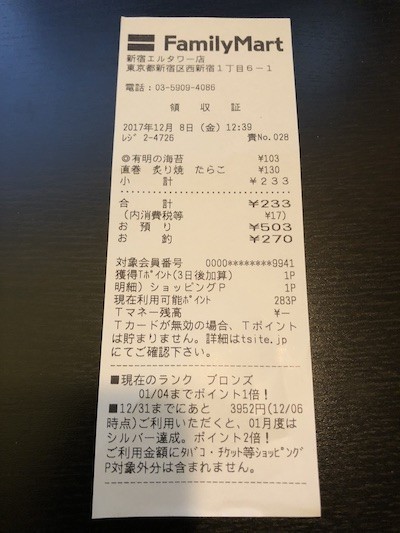 FamilyMart
新宿エルタワー店
東京都新宿区西新宿1丁目6-1
電話:03-5909-4086
領収証
2017年12月 8日(金) 12:39
レジ 2-4726 責No.028
◎有明の海苔 ¥103
直巻 炙り焼 たらこ ¥130
小 計 ¥233
合 計 ¥233
(内消費税等 ¥17)
お預り ¥503
お釣 ¥270
対象会員番号 0000********9941
獲得Tポイント(3日後加算) 1P
明細)ショッピングP 1P
現在利用可能ポイント 283P
Tマネー残高 ¥-
Tカードが無効の場合、Tポイント
は貯まりません。詳細はtsite.jp
にてご確認下さい。
■現在のランク ブロンズ
01/04までポイント1倍!
■12/31までにあと 3952円(12/06
時点)ご利用いただくと、01月度は
シルバー達成。ポイント2倍!
ご利用金額にタバコ・チケット等ショッピング
P対象外分は含まれません。